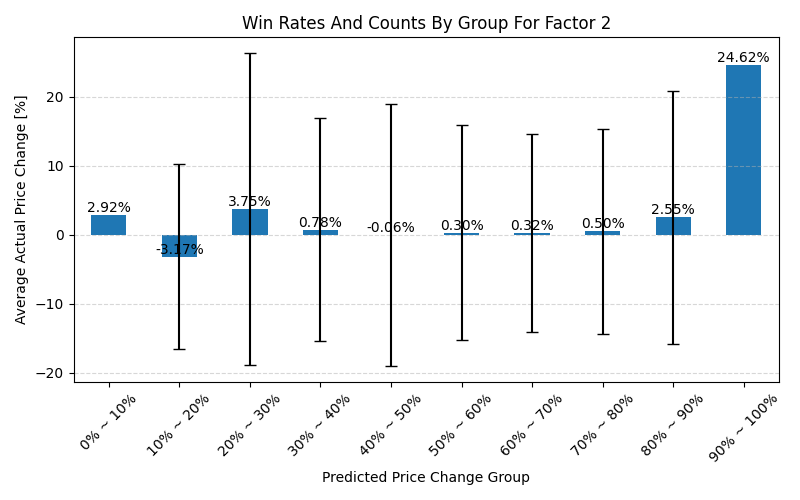 Win Rates And Counts By Group For Factor 2
Average Actual Price Change [%]
20
10
0
−10
−20
2.92%
-3.17%
3.75%
0.78%
-0.06%
0.30%
0.32%
0.50%
2.55%
24.62%
0% ~ 10%
10% ~ 20%
20% ~ 30%
30% ~ 40%
40% ~ 50%
50% ~ 60%
60% ~ 70%
70% ~ 80%
80% ~ 90%
90% ~ 100%
Predicted Price Change Group